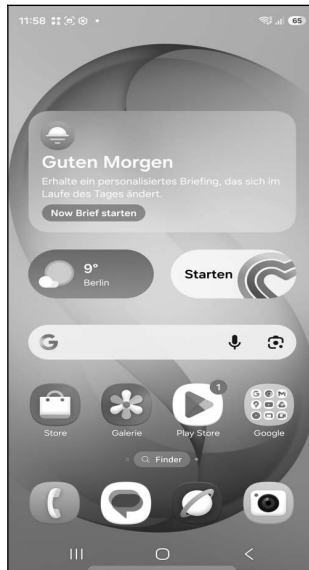 11:58
65
Guten Morgen
Erhalte ein personalisiertes Briefing, das sich im
Laufe des Tages ändert.
Now Brief starten
9°
Berlin
Starten
G
1
Store
Galerie
Play Store
Google
Finder